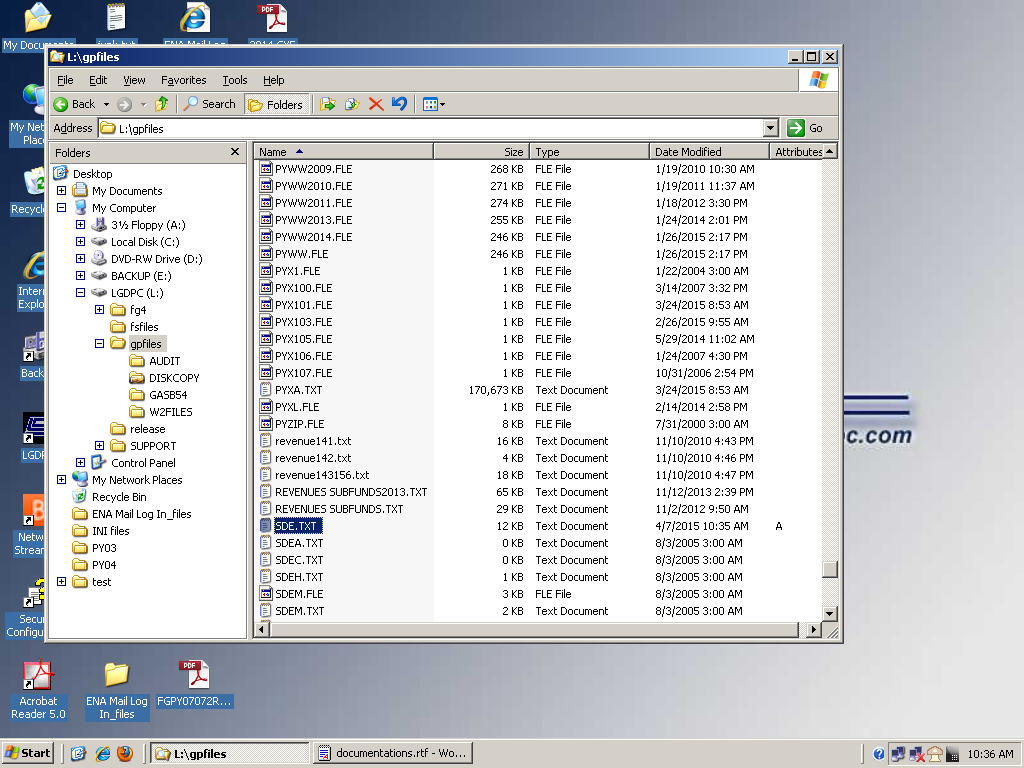 My Documents junk.txt ENA Mail Log 2014 CYE
L:\gpfiles
File Edit View Favorites Tools Help
Back Search Folders
Address L:\gpfiles Go
Folders
Name Size Type Date Modified Attributes
Desktop
My Documents
My Computer
3½ Floppy (A:)
Local Disk (C:)
DVD-RW Drive (D:)
BACKUP (E:)
LGDPC (L:)
fg4
fsfiles
gpfiles
AUDIT
DISKCOPY
GASB54
W2FILES
release
SUPPORT
Control Panel
My Network Places
Recycle Bin
ENA Mail Log In_files
INI files
PY03
PY04
test
PYWW2009.FLE 268 KB FLE File 1/19/2010 10:30 AM
PYWW2010.FLE 271 KB FLE File 1/19/2011 11:37 AM
PYWW2011.FLE 274 KB FLE File 1/18/2012 3:30 PM
PYWW2013.FLE 255 KB FLE File 1/24/2014 2:01 PM
PYWW2014.FLE 246 KB FLE File 1/26/2015 2:17 PM
PYWW.FLE 246 KB FLE File 1/26/2015 2:17 PM
PYX1.FLE 1 KB FLE File 1/22/2004 3:00 AM
PYX100.FLE 1 KB FLE File 3/14/2007 3:32 PM
PYX101.FLE 1 KB FLE File 3/24/2015 8:53 AM
PYX103.FLE 1 KB FLE File 2/26/2015 9:55 AM
PYX105.FLE 1 KB FLE File 5/29/2014 11:02 AM
PYX106.FLE 1 KB FLE File 1/24/2007 4:30 PM
PYX107.FLE 1 KB FLE File 10/31/2006 2:54 PM
PYXA.TXT 170,673 KB Text Document 3/24/2015 8:53 AM
PYXL.FLE 1 KB FLE File 2/14/2014 2:58 PM
PYZIP.FLE 8 KB FLE File 7/31/2000 3:00 AM
revenue141.txt 16 KB Text Document 11/10/2010 4:43 PM
revenue142.txt 4 KB Text Document 11/10/2010 4:46 PM
revenue143156.txt 18 KB Text Document 11/10/2010 4:47 PM
REVENUES SUBFUNDS2013.TXT 65 KB Text Document 11/12/2013 2:39 PM
REVENUES SUBFUNDS.TXT 29 KB Text Document 11/2/2012 9:50 AM
SDE.TXT 12 KB Text Document 4/7/2015 10:35 AM A
SDEA.TXT 0 KB Text Document 8/3/2005 3:00 AM
SDEC.TXT 0 KB Text Document 8/3/2005 3:00 AM
SDEH.TXT 1 KB Text Document 8/3/2005 3:00 AM
SDEM.FLE 3 KB FLE File 8/3/2005 3:00 AM
SDEM.TXT 2 KB Text Document 8/3/2005 3:00 AM
My Net
Place
Recycl
Intern
Explo
Back
LGDP
Netw
Stream
Secu
Configu
pc.com
Acrobat
Reader 5.0
ENA Mail Log
In_files
FGPY07072R...
PDF
PDF
Start L:\gpfiles documentations.rtf - Wo... 10:36 AM